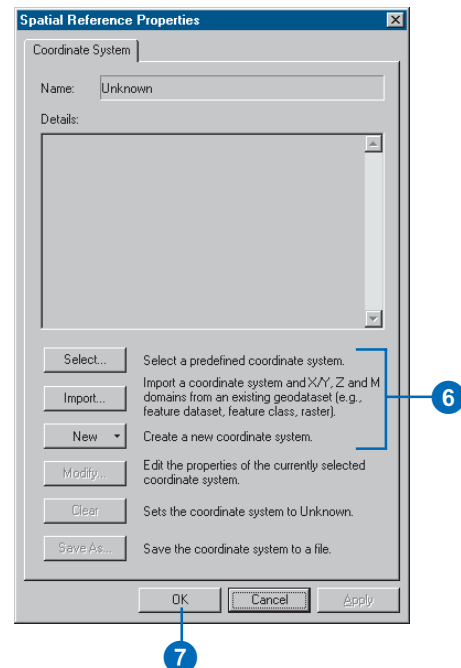 Spatial Reference Properties
Coordinate System
Name: Unknown
Details:
Select... Select a predefined coordinate system.
Import... Import a coordinate system and X/Y, Z and M
domains from an existing geodataset (e.g.,
feature dataset, feature class, raster).
New Create a new coordinate system.
Modify... Edit the properties of the currently selected
coordinate system.
Clear Sets the coordinate system to Unknown.
Save As... Save the coordinate system to a file.
6
OK Cancel Apply
7